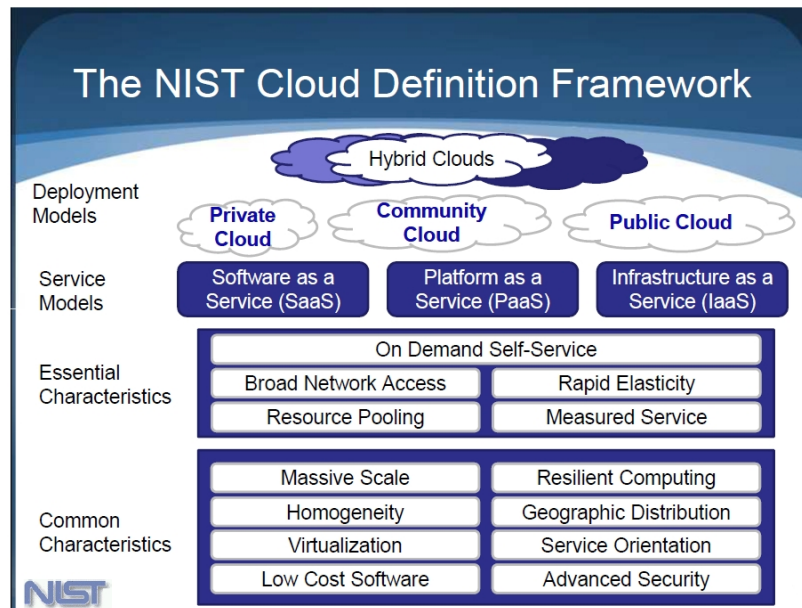 The NIST Cloud Definition Framework
Hybrid Clouds
Deployment
Models
Private
Cloud
Community
Cloud
Public Cloud
Service
Models
Software as a
Service (SaaS)
Platform as a
Service (PaaS)
Infrastructure as a
Service (IaaS)
Essential
Characteristics
On Demand Self-Service
Broad Network Access
Rapid Elasticity
Resource Pooling
Measured Service
Common
Characteristics
Massive Scale
Resilient Computing
Homogeneity
Geographic Distribution
Virtualization
Service Orientation
Low Cost Software
Advanced Security
NIST